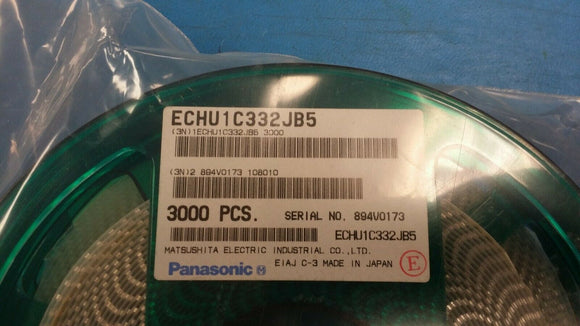 ECHU1C332JB5
(3N)1ECHU1C332JB5 3000
(3N)2 894V0173 108010
3000 PCS. SERIAL NO. 894V0173
ECHU1C332JB5
MATSUSHITA ELECTRIC INDUSTRIAL CO.,LTD.
Panasonic EIAJ C-3 MADE IN JAPAN E